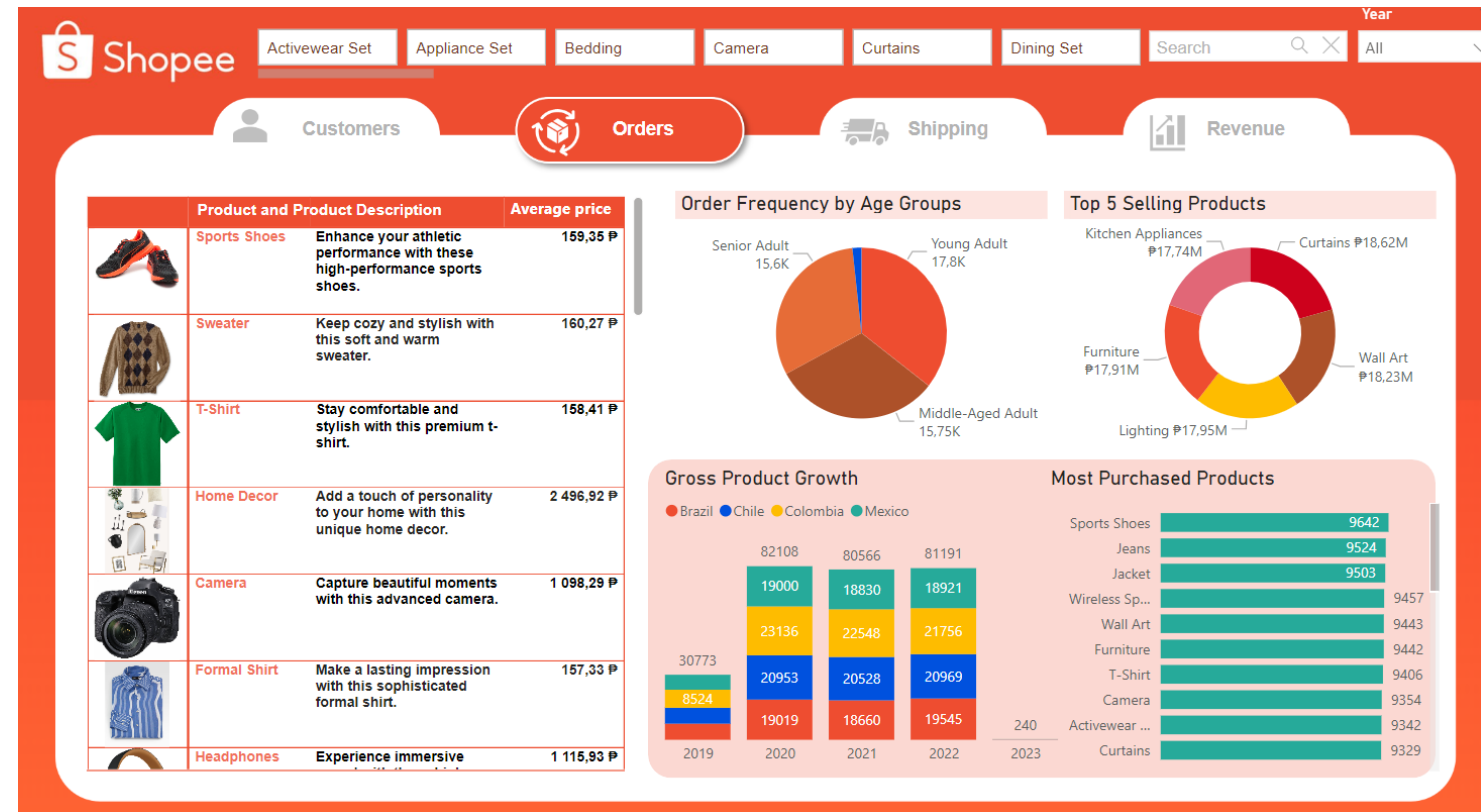 Year
Shopee
Activewear Set
Appliance Set
Bedding
Camera
Curtains
Dining Set
Search
All
Customers
Orders
Shipping
Revenue
Product and Product Description
Average price
Sports Shoes
Enhance your athletic
performance with these
high-performance sports
shoes.
159,35 ₱
Sweater
Keep cozy and stylish with
this soft and warm
sweater.
160,27 ₱
T-Shirt
Stay comfortable and
stylish with this premium t-
shirt.
158,41 ₱
Home Decor
Add a touch of personality
to your home with this
unique home decor.
2 496,92 ₱
Camera
Capture beautiful moments
with this advanced camera.
1 098,29 ₱
Formal Shirt
Make a lasting impression
with this sophisticated
formal shirt.
157,33 ₱
Headphones
Experience immersive
1 115,93 ₱
Order Frequency by Age Groups
Senior Adult
15,6K
Young Adult
17,8K
Middle-Aged Adult
15,75K
Top 5 Selling Products
Kitchen Appliances
₱17,74M
Curtains ₱18,62M
Furniture
₱17,91M
Wall Art
₱18,23M
Lighting ₱17,95M
Gross Product Growth
Brazil
Chile
Colombia
Mexico
82108
80566
81191
19000
18830
18921
23136
22548
21756
30773
20953
20528
20969
8524
19019
18660
19545
240
2019
2020
2021
2022
2023
Most Purchased Products
Sports Shoes
9642
Jeans
9524
Jacket
9503
Wireless Sp...
9457
Wall Art
9443
Furniture
9442
T-Shirt
9406
Camera
9354
Activewear ...
9342
Curtains
9329